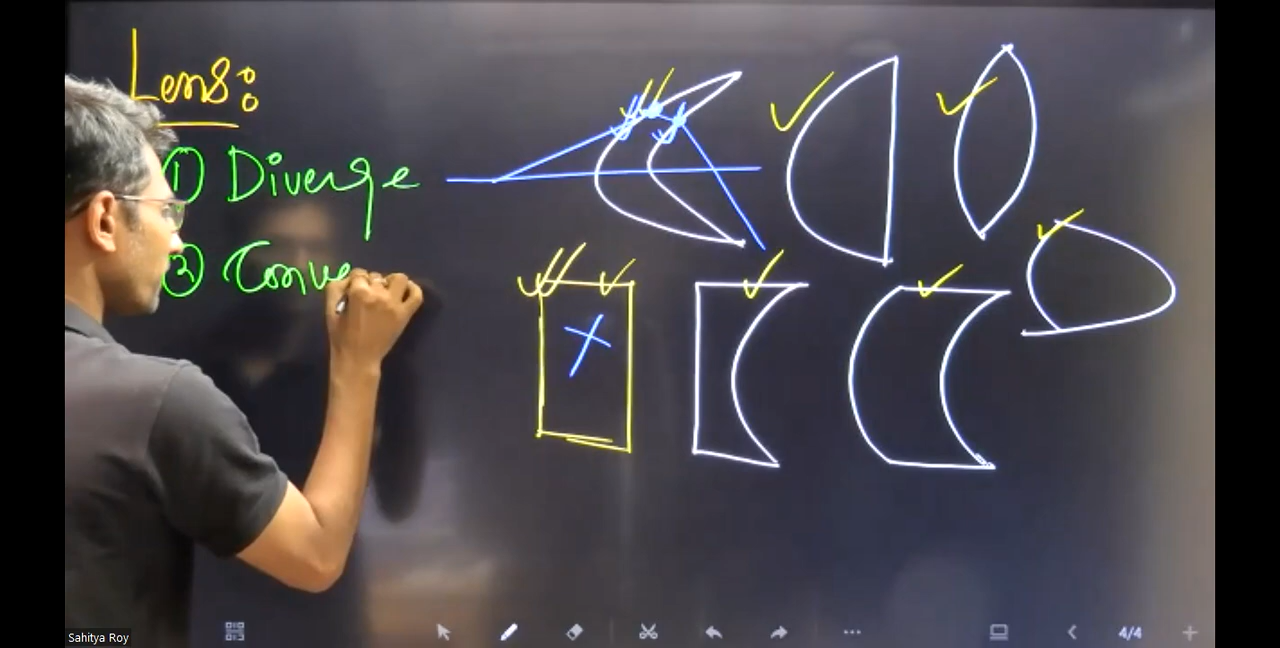 Lens:
① Diverge
② Conve
Sahitya Roy
4/4